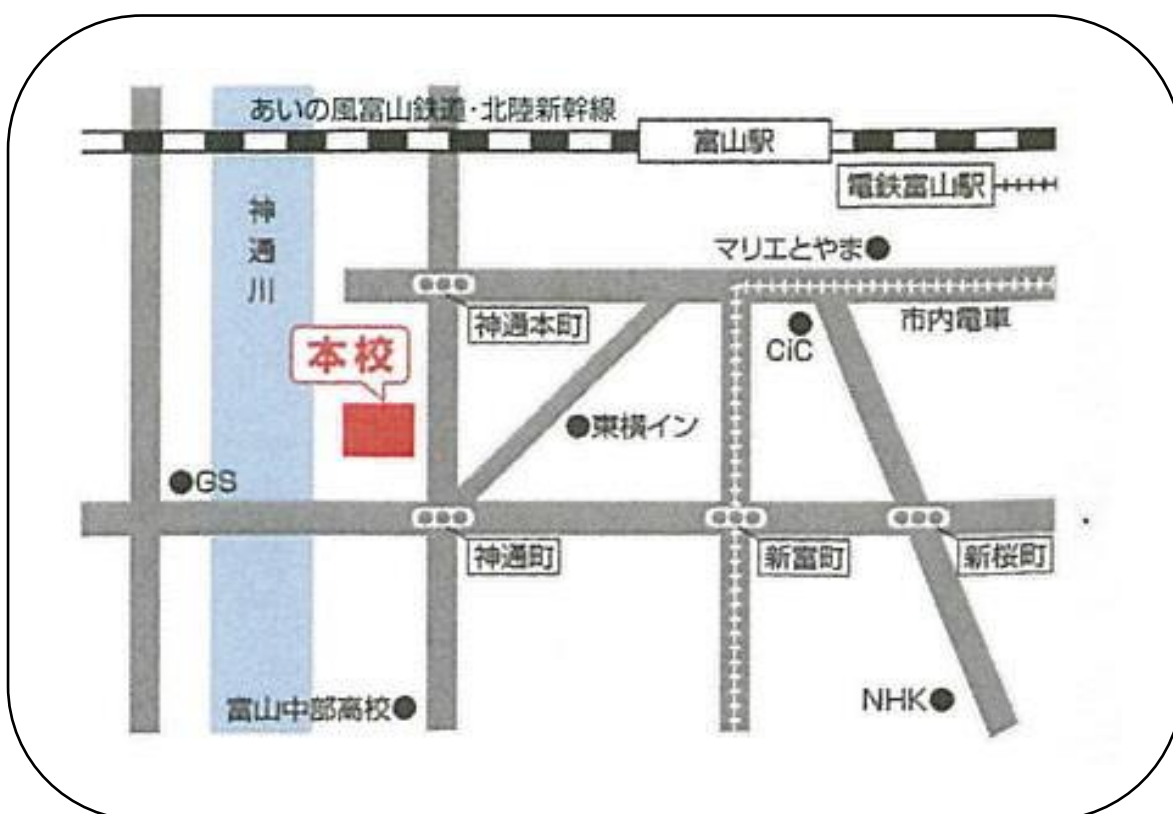 あいの風富山鉄道・北陸新幹線
富山駅
電鉄富山駅
神通川
マリエとやま
神通本町
市内電車
CiC
本校
東横イン
GS
神通町
新富町
新桜町
富山中部高校
NHK